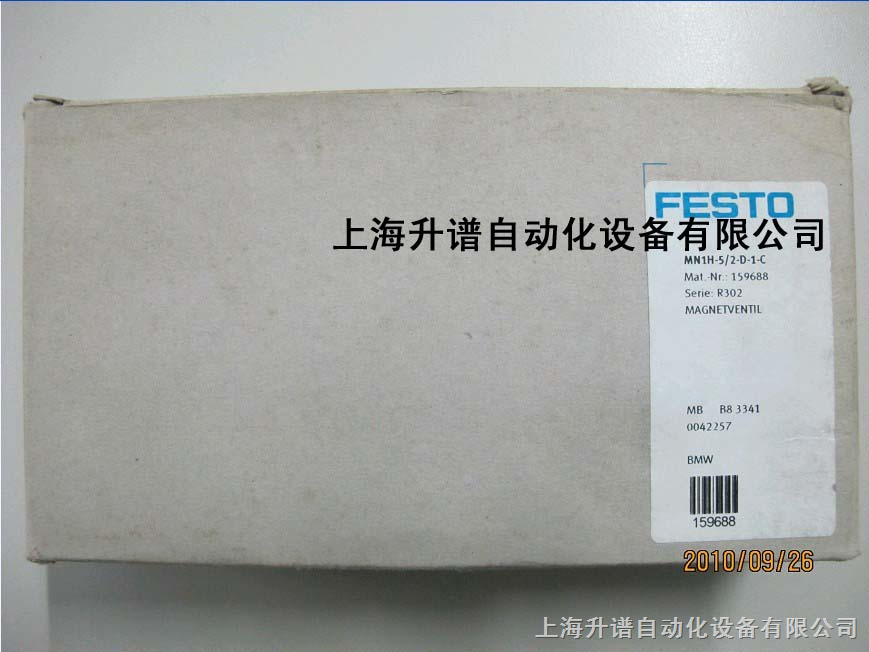 FESTO
上海升谱自动化设备有限公司
MN1H-5/2-D-1-C
Mat.-Nr.: 159688
Serie: R302
MAGNETVENTIL
MB B8 3341
0042257
BMW
159688
2010/09/26
上海升谱自动化设备有限公司